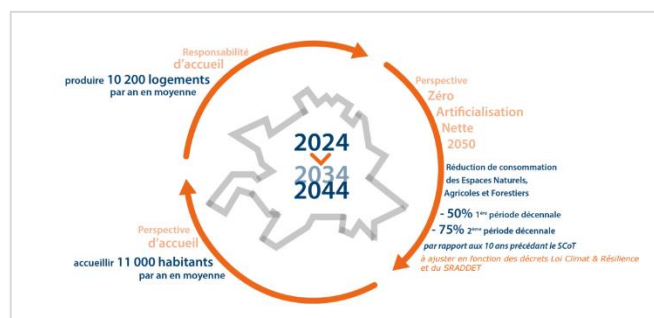 Responsabilité
d'accueil
produire 10 200 logements
par an en moyenne
Perspective
Zéro
Artificialisation
Nette
2050
2024
2034
2044
Réduction de consommation
des Espaces Naturels,
Agricoles et Forestiers
- 50% 1ère période décennale
- 75% 2ème période décennale
par rapport aux 10 ans précédant le SCoT
à ajuster en fonction des décrets Loi Climat & Résilience
et du SRADDET
Perspective
d'accueil
accueillir 11 000 habitants
par an en moyenne